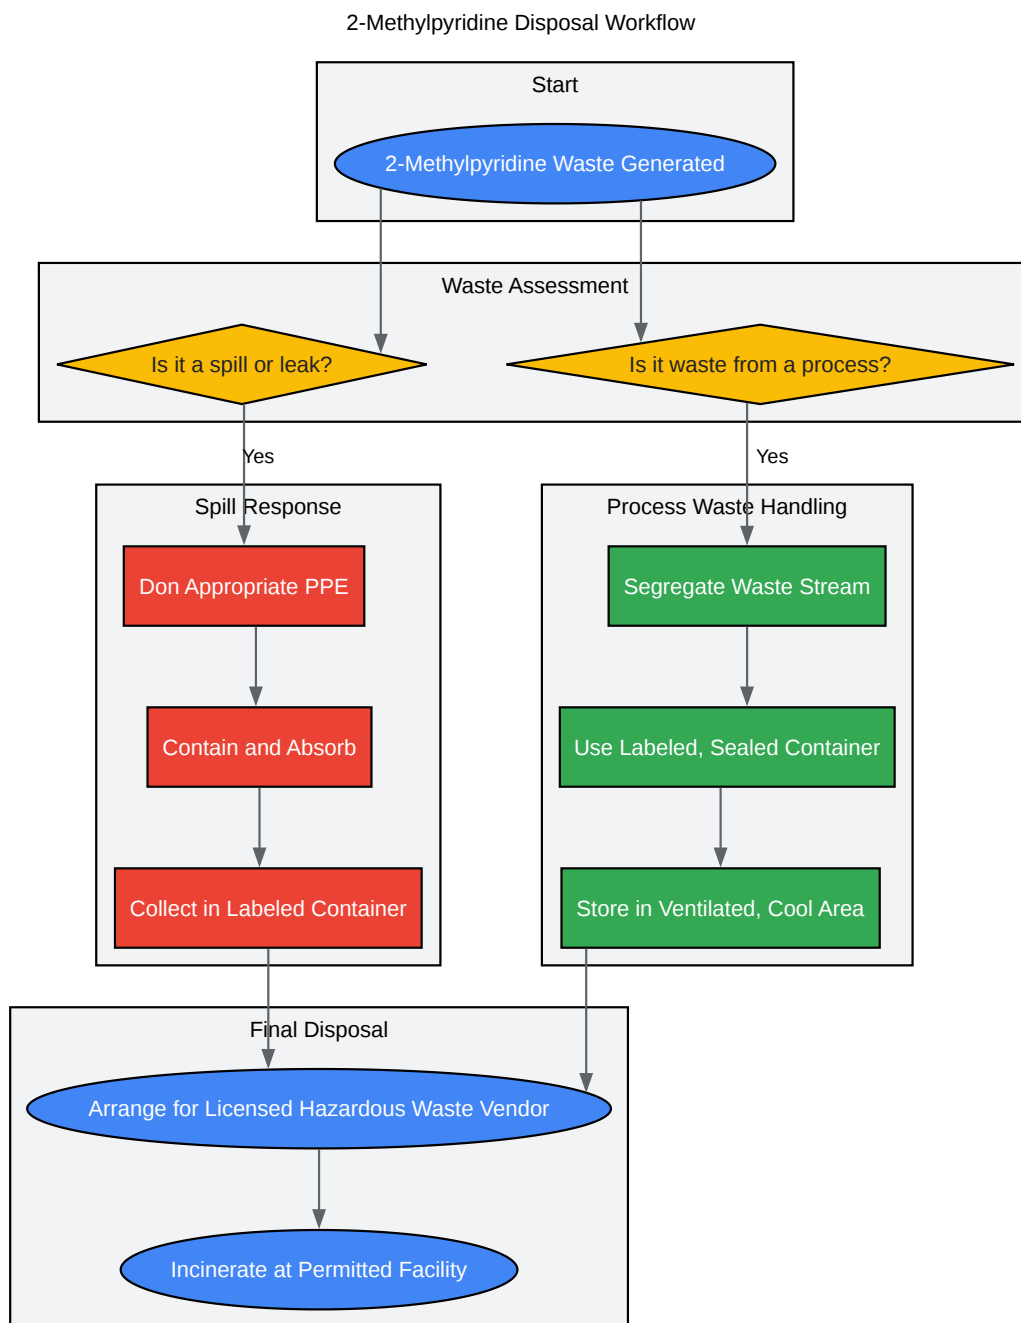 2-Methylpyridine Disposal Workflow
Start
2-Methylpyridine Waste Generated
Waste Assessment
Is it a spill or leak?
Is it waste from a process?
Yes
Yes
Spill Response
Process Waste Handling
Don Appropriate PPE
Segregate Waste Stream
Contain and Absorb
Use Labeled, Sealed Container
Collect in Labeled Container
Store in Ventilated, Cool Area
Final Disposal
Arrange for Licensed Hazardous Waste Vendor
Incinerate at Permitted Facility